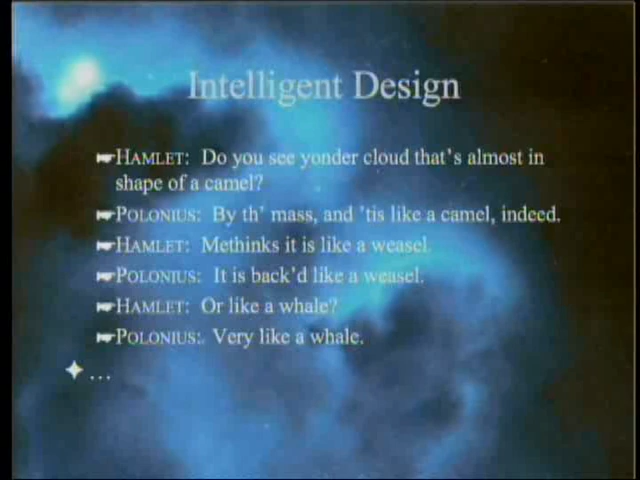 Intelligent Design
HAMLET: Do you see yonder cloud that's almost in
shape of a camel?
POLONIUS: By th' mass, and 'tis like a camel, indeed.
HAMLET: Methinks it is like a weasel.
POLONIUS: It is back'd like a weasel.
HAMLET: Or like a whale?
POLONIUS: Very like a whale.
...